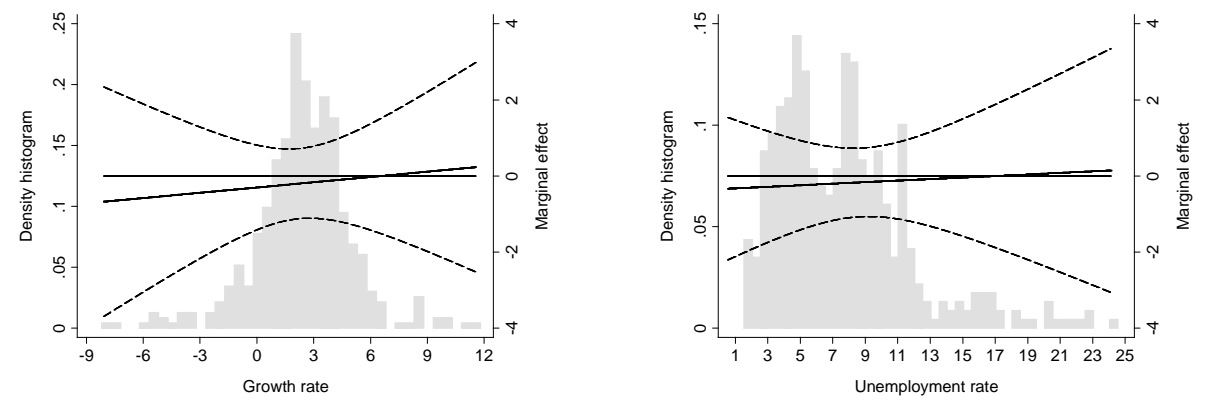 .25
.2
.15
.1
.05
0
Density histogram
4
2
0
-2
-4
Marginal effect
-9 -6 -3 0 3 6 9 12
Growth rate
.15
.1
.05
0
Density histogram
4
2
0
-2
-4
Marginal effect
1 3 5 7 9 11 13 15 17 19 21 23 25
Unemployment rate